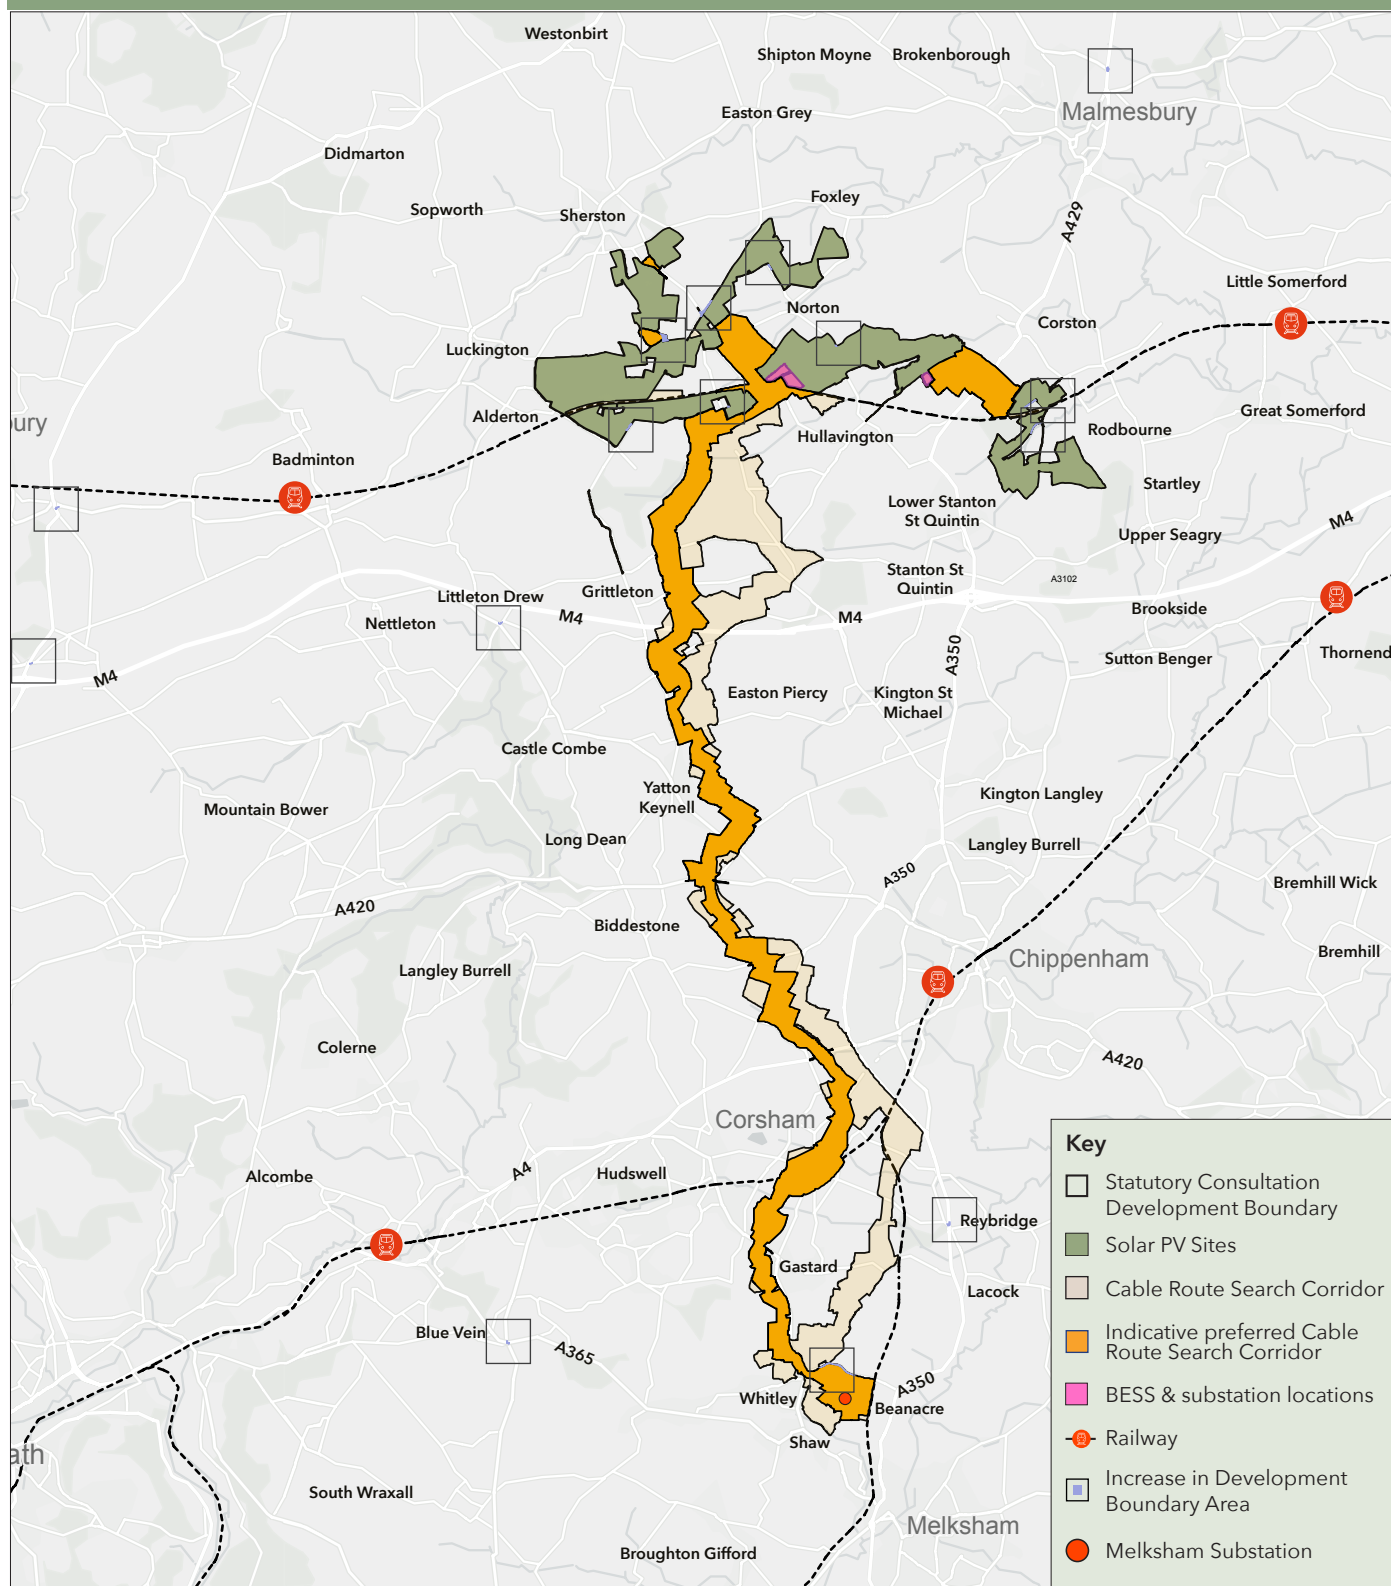 Westonbirt
Shipton Moyne
Brokenborough
Malmesbury
Easton Grey
Didmarton
Foxley
Sopworth
Sherston
A429
Little Somerford
Norton
Corston
Luckington
Alderton
Great Somerford
bury
Rodbourne
Hullavington
Badminton
Startley
Lower Stanton
St Quintin
M4
Upper Seagry
Stanton St
Quintin
A3102
Grittleton
Littleton Drew
Brookside
M4
M4
Nettleton
A350
Thornend
Sutton Benger
M4
Easton Piercy
Kington St
Michael
Castle Combe
Yatton
Keynell
Kington Langley
Mountain Bower
Long Dean
Langley Burrell
A350
Bremhill Wick
A420
Biddestone
Bremhill
Chippenham
Langley Burrell
Colerne
A420
Corsham
Alcombe
A4
Hudswell
Reybridge
Gastard
Lacock
Blue Vein
A365
A350
Whitley
Beanacre
Shaw
ath
South Wraxall
Melksham
Broughton Gifford
Key
Statutory Consultation
Development Boundary
Solar PV Sites
Cable Route Search Corridor
Indicative preferred Cable
Route Search Corridor
BESS & substation locations
Railway
Increase in Development
Boundary Area
Melksham Substation